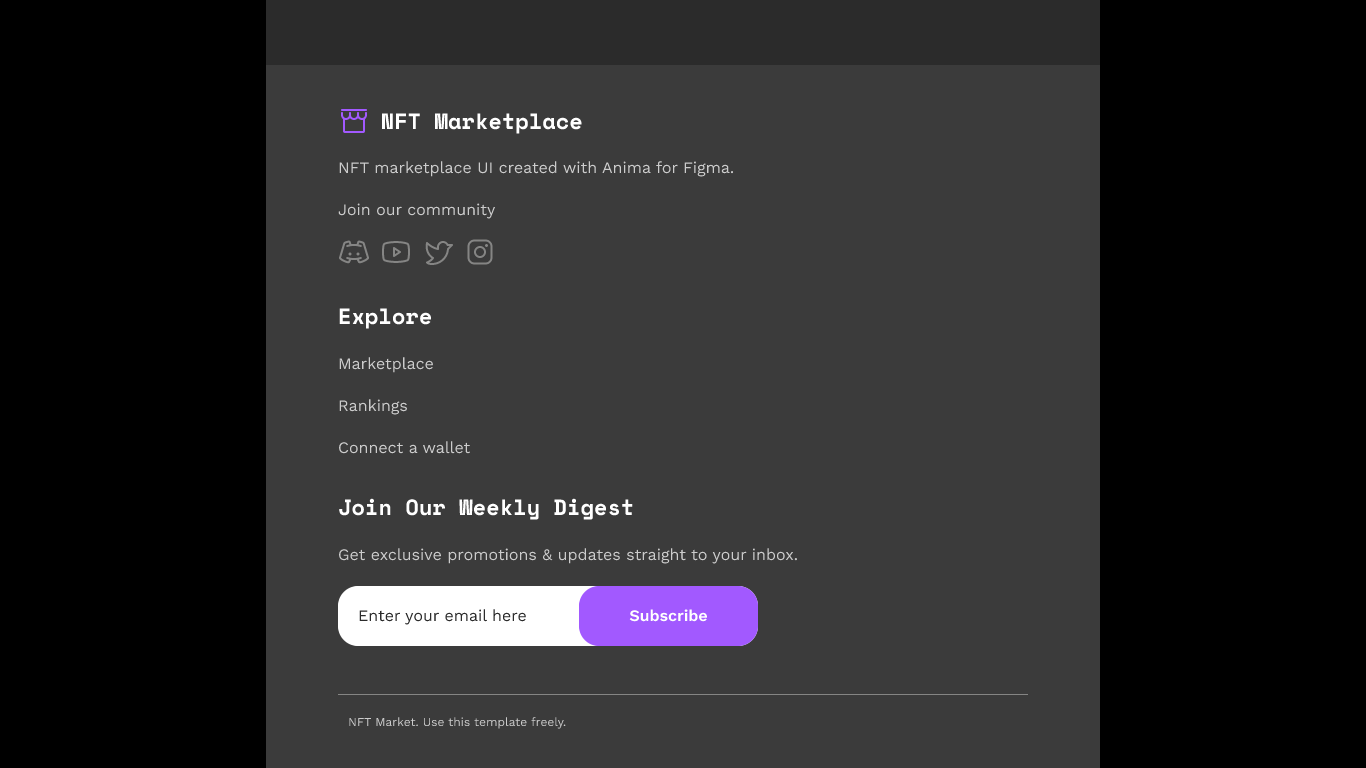 NFT Marketplace
NFT marketplace UI created with Anima for Figma.
Join our community
Explore
Marketplace
Rankings
Connect a wallet
Join Our Weekly Digest
Get exclusive promotions & updates straight to your inbox.
Enter your email here Subscribe
NFT Market. Use this template freely.